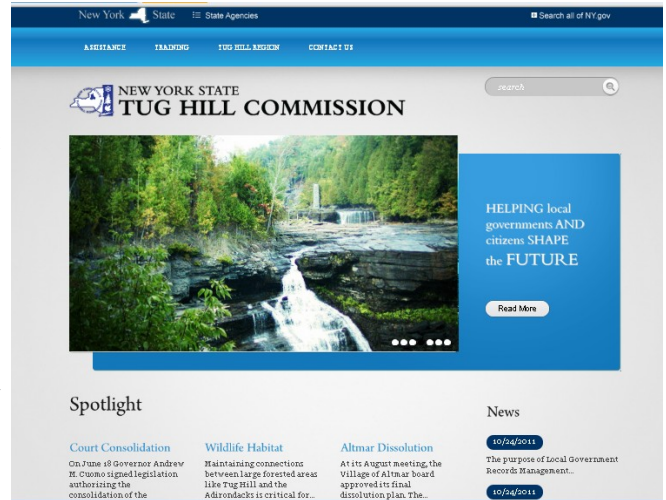 New York State
State Agencies
Search all of NY.gov
ASSISTANCE
TRAINING
TUG HILL REGION
CONTACT US
search
NEW YORK STATE
TUG HILL COMMISSION
HELPING local
governments AND
citizens SHAPE
the FUTURE
Read More
Spotlight
Court Consolidation
On June 18 Governor Andrew
M. Cuomo signed legislation
authorizing the
consolidation of the
Wildlife Habitat
Maintaining connections
between large forested areas
like Tug Hill and the
Adirondacks is critical for...
Altmar Dissolution
At its August meeting, the
Village of Altmar board
approved its final
dissolution plan. The...
News
10/24/2011
The purpose of Local Government
Records Management...
10/24/2011